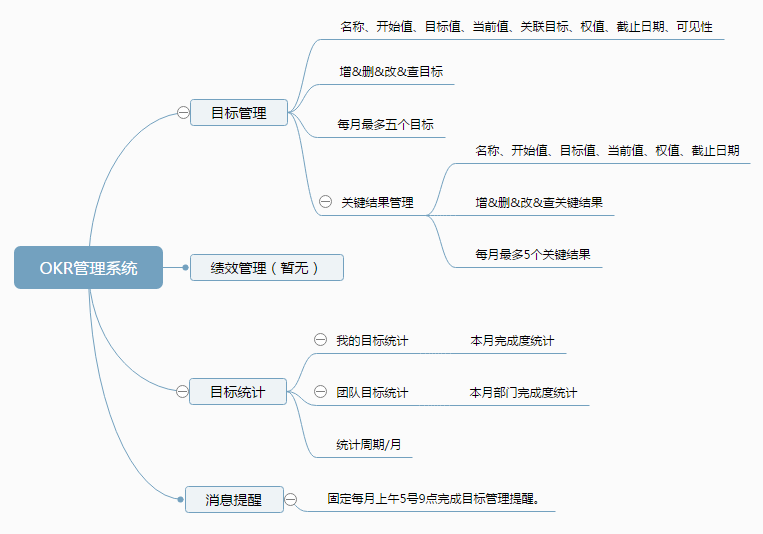 名称、开始值、目标值、当前值、关联目标、权值、截止日期、可见性
增&删&改&查目标
目标管理
每月最多五个目标
名称、开始值、目标值、当前值、权值、截止日期
关键结果管理
增&删&改&查关键结果
每月最多5个关键结果
OKR管理系统
绩效管理（暂无）
我的目标统计
本月完成度统计
目标统计
团队目标统计
本月部门完成度统计
统计周期/月
消息提醒
固定每月上午5号9点完成目标管理提醒。